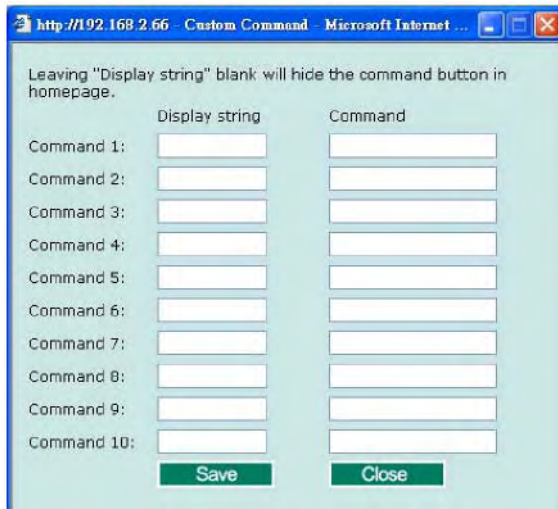 http://192.168.2.66 - Custom Command - Microsoft Internet ...
Leaving "Display string" blank will hide the command button in
homepage.
Display string Command
Command 1:
Command 2:
Command 3:
Command 4:
Command 5:
Command 6:
Command 7:
Command 8:
Command 9:
Command 10:
Save Close